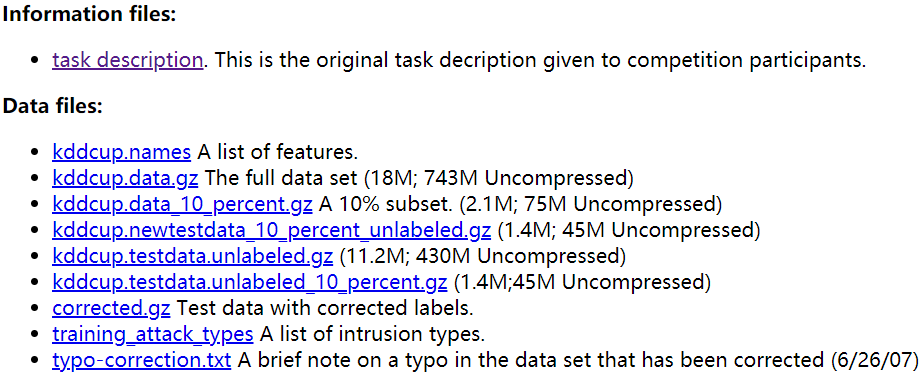 Information files:
• task description. This is the original task decription given to competition participants.
Data files:
• kddcup.names A list of features.
• kddcup.data.gz The full data set (18M; 743M Uncompressed)
• kddcup.data_10_percent.gz A 10% subset. (2.1M; 75M Uncompressed)
• kddcup.newtestdata_10_percent_unlabeled.gz (1.4M; 45M Uncompressed)
• kddcup.testdata.unlabeled.gz (11.2M; 430M Uncompressed)
• kddcup.testdata.unlabeled_10_percent.gz (1.4M;45M Uncompressed)
• corrected.gz Test data with corrected labels.
• training_attack_types A list of intrusion types.
• typo-correction.txt A brief note on a typo in the data set that has been corrected (6/26/07)